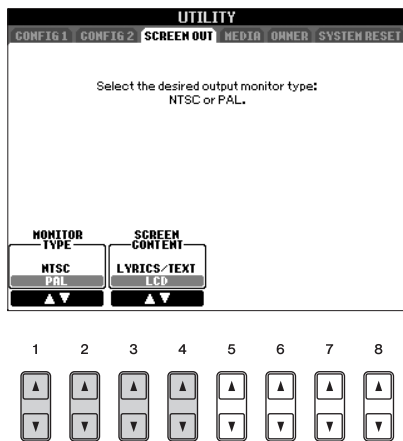 UTILITY
CONFIG 1 CONFIG 2 SCREEN OUT MEDIA OWNER SYSTEM RESET
Select the desired output monitor type:
NTSC or PAL.
MONITOR TYPE
NTSC
PAL
SCREEN CONTENT
LYRICS/TEXT
LCD
1 2 3 4 5 6 7 8